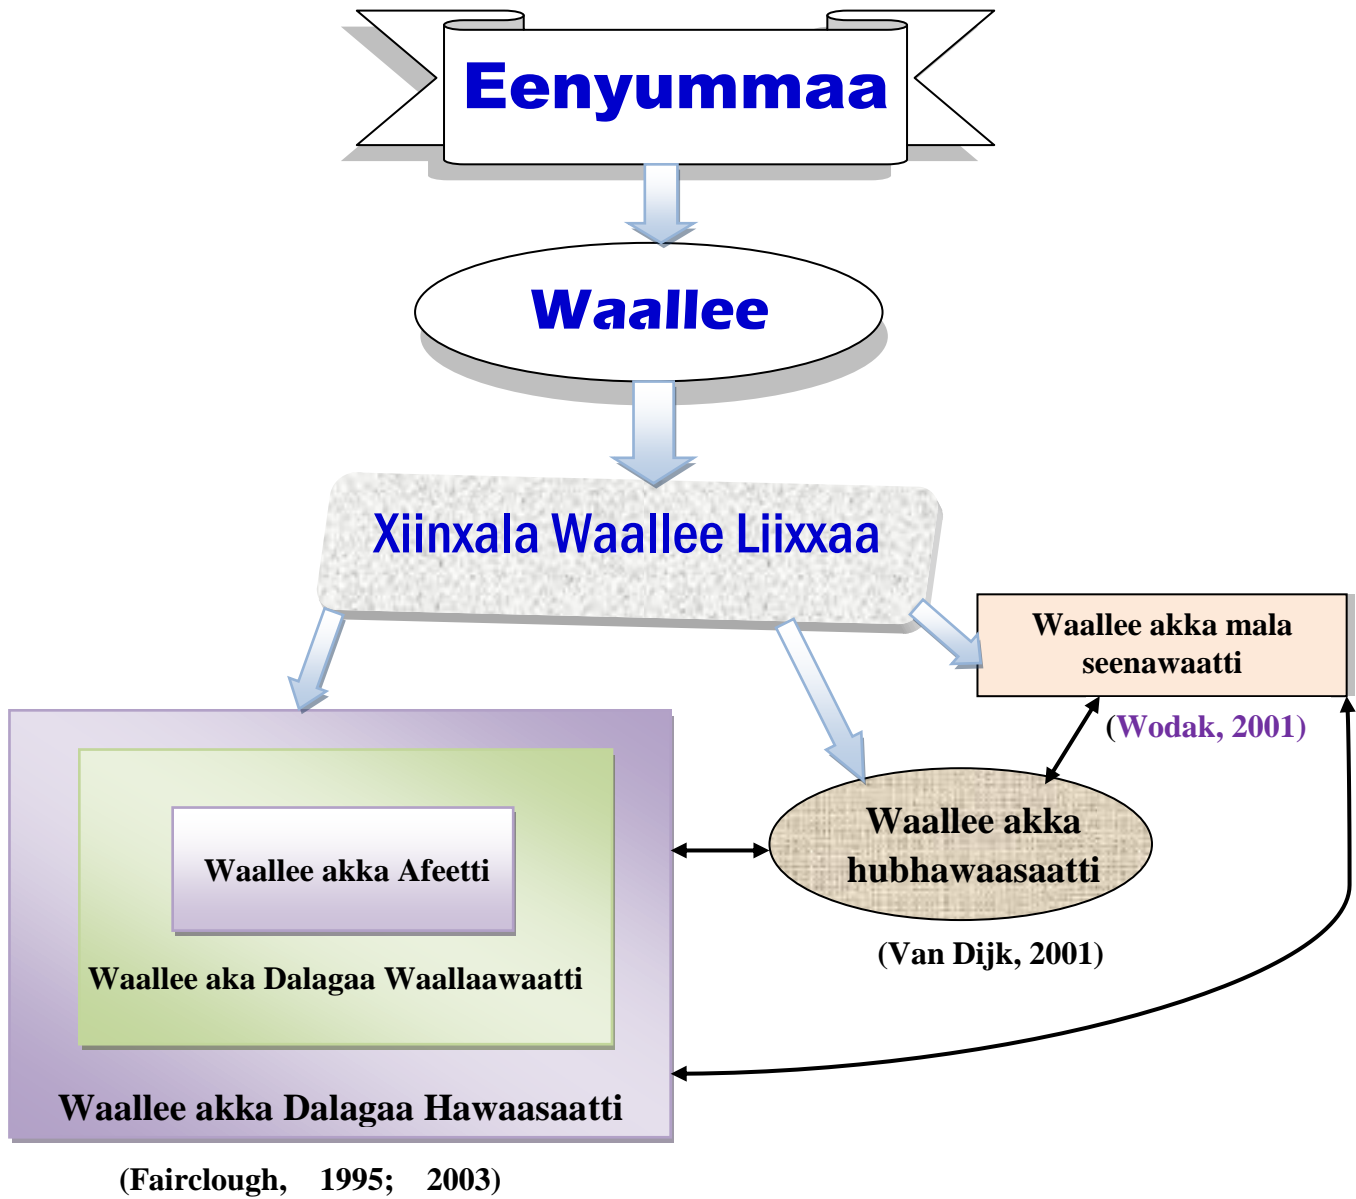 Eenyummaa
Waallee
Xiinxala Waallee Liixxaa
Waallee akka mala
seenawaatti
(Wodak, 2001)
Waallee akka
hubhawaasaatti
(Van Dijk, 2001)
Waallee akka Afeetti
Waallee aka Dalagaa Waallaawaatti
Waallee akka Dalagaa Hawaasaatti
(Fairclough, 1995; 2003)